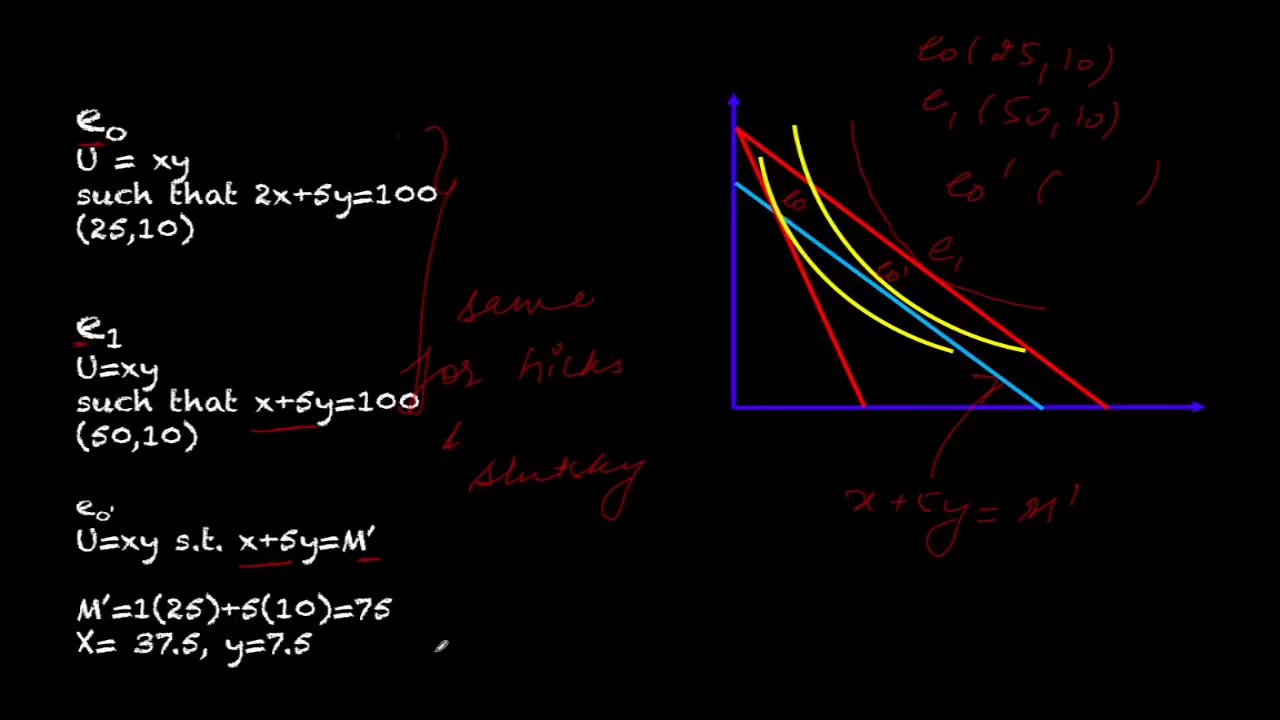 e₀
U = xy
such that 2x+5y=100
(25,10)
e₁
U=xy
such that x+5y=100
(50,10)
e₀'
U=xy s.t. x+5y=M'
M'=1(25)+5(10)=75
X= 37.5, y=7.5
same
for hicks
&
slutsky
e₀(25,10)
e₁(50,10)
e₀'( )
e₀
e₀'
e₁
x+5y=M'